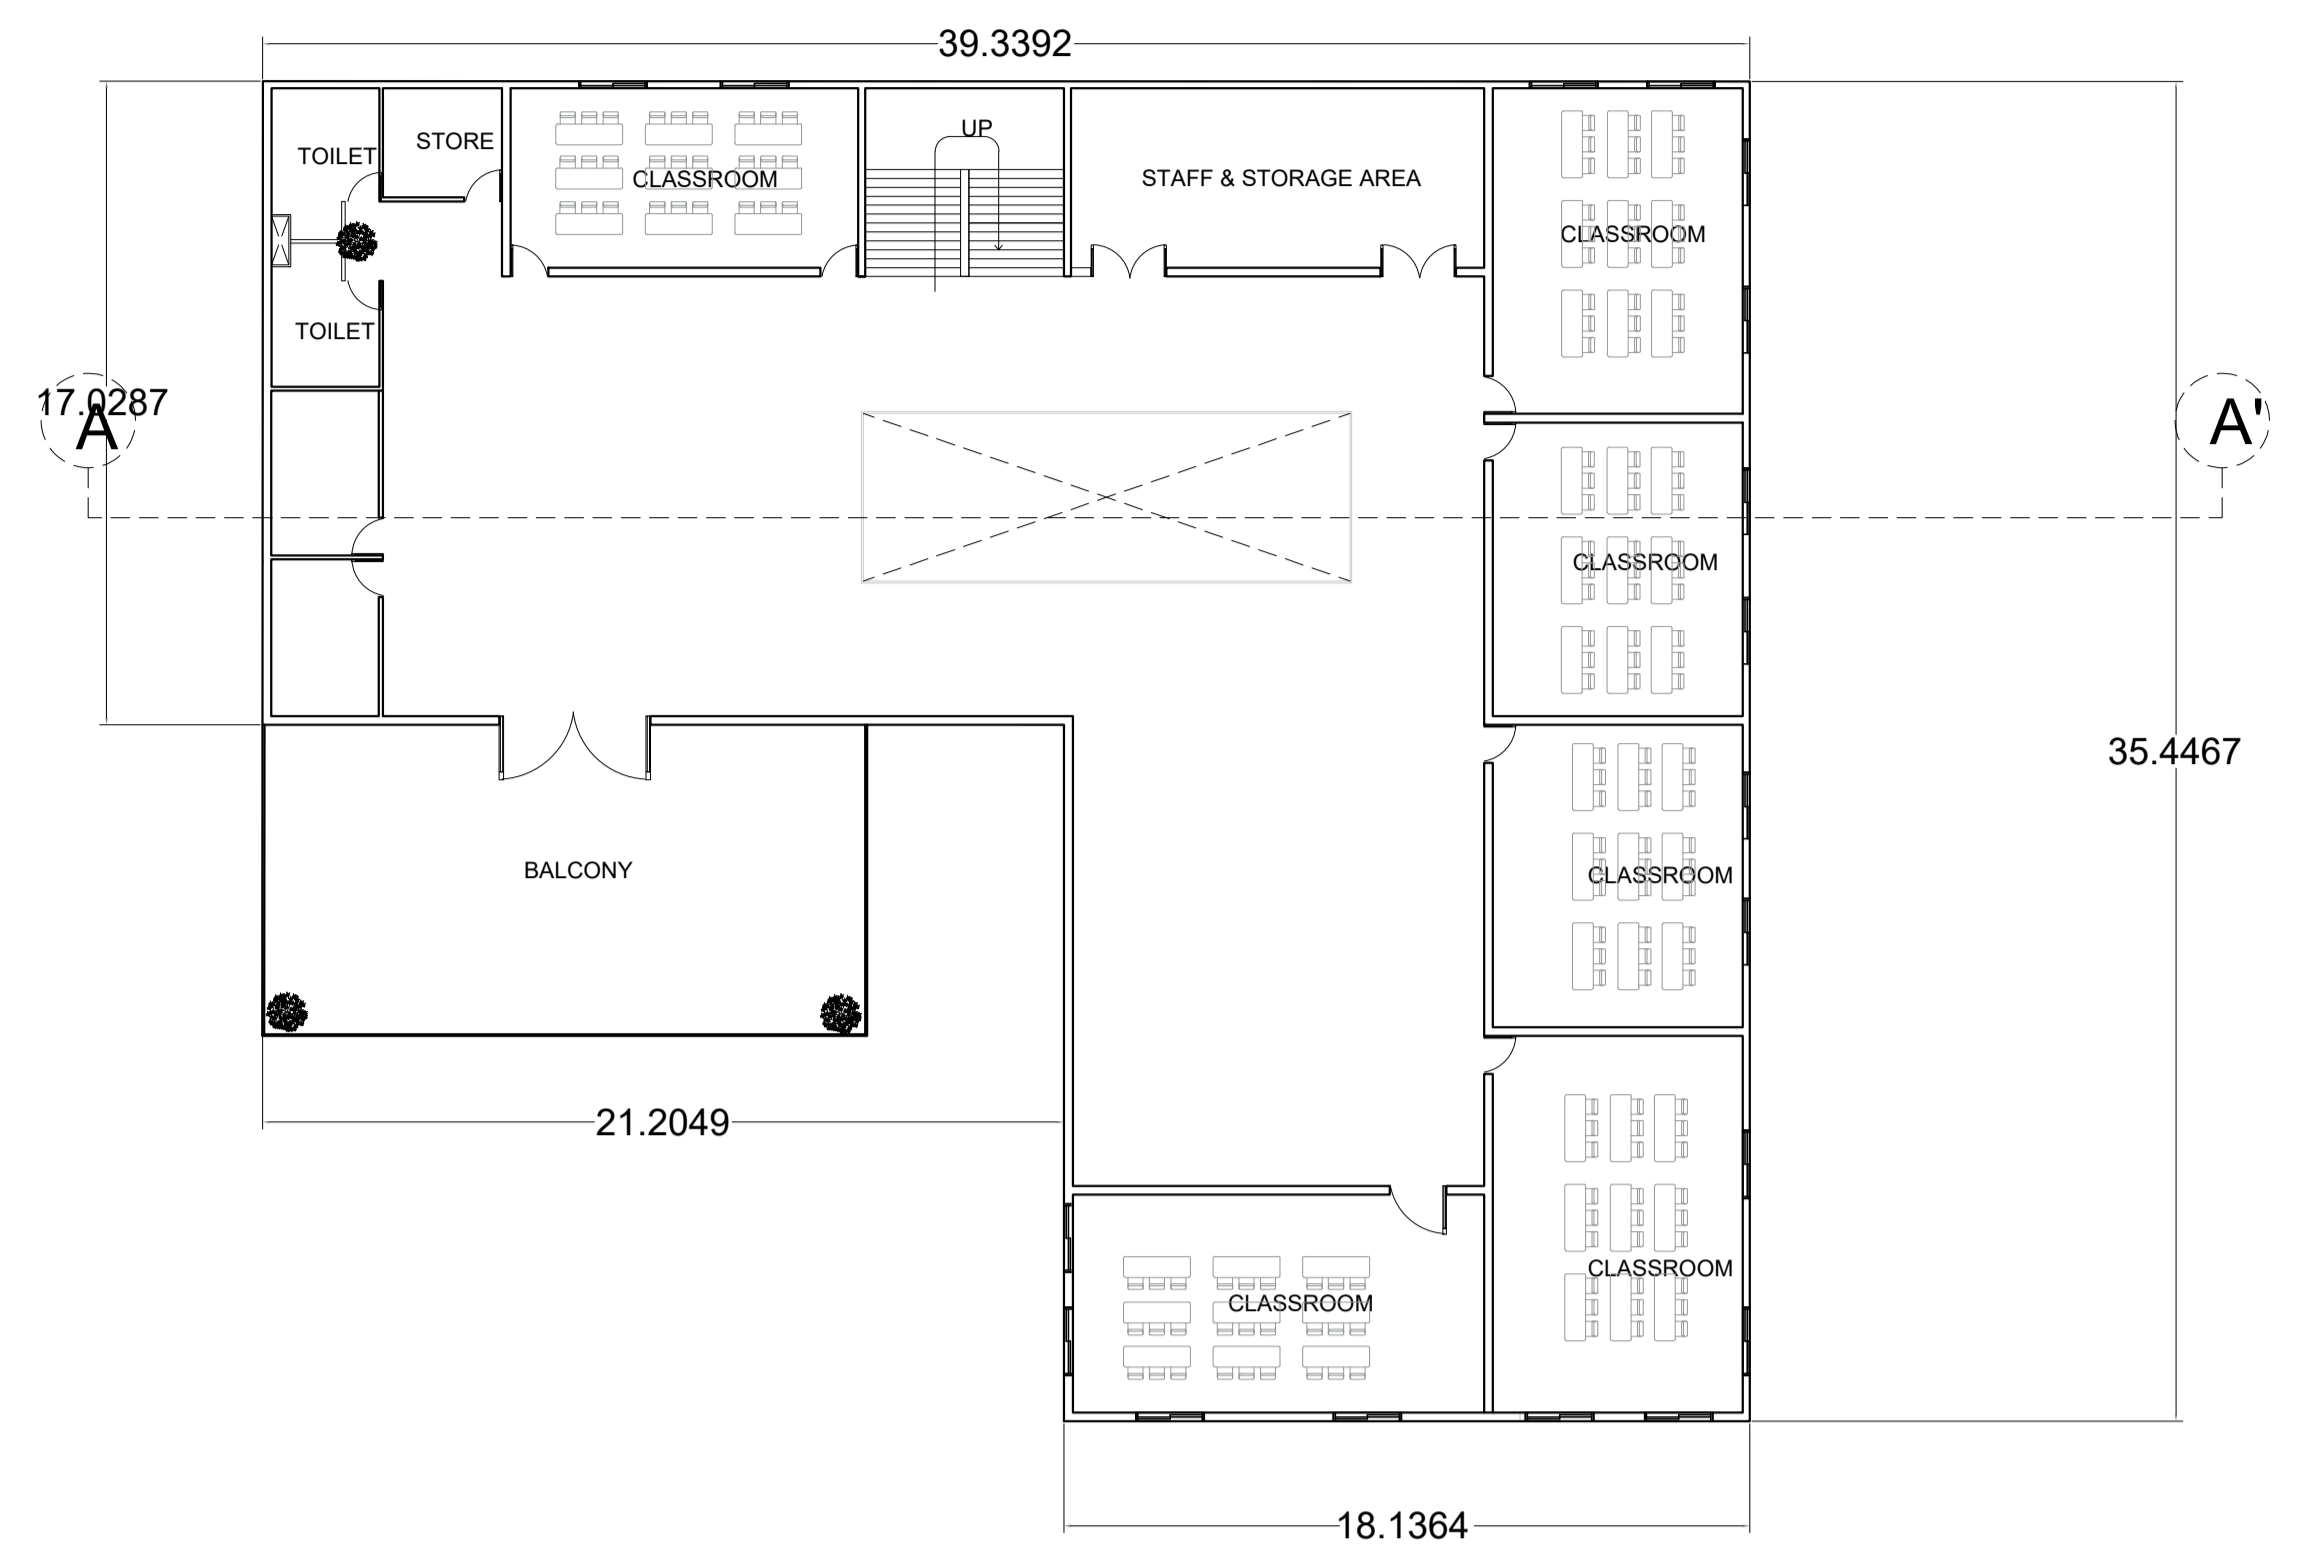 39.3392
UP
STORE
TOILET
STAFF & STORAGE AREA
CLASSROOM
CLASSROOM
TOILET
17.0287
A
A'
CLASSROOM
35.4467
BALCONY
CLASSROOM
21.2049
CLASSROOM
CLASSROOM
18.1364